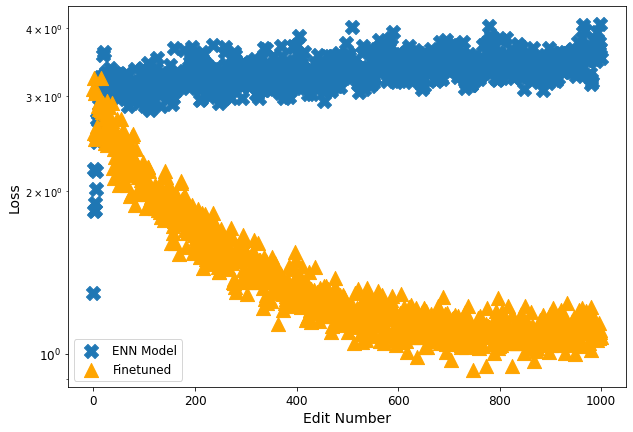 4 × 10⁰
3 × 10⁰
2 × 10⁰
10⁰
Loss
ENN Model
Finetuned
0 200 400 600 800 1000
Edit Number